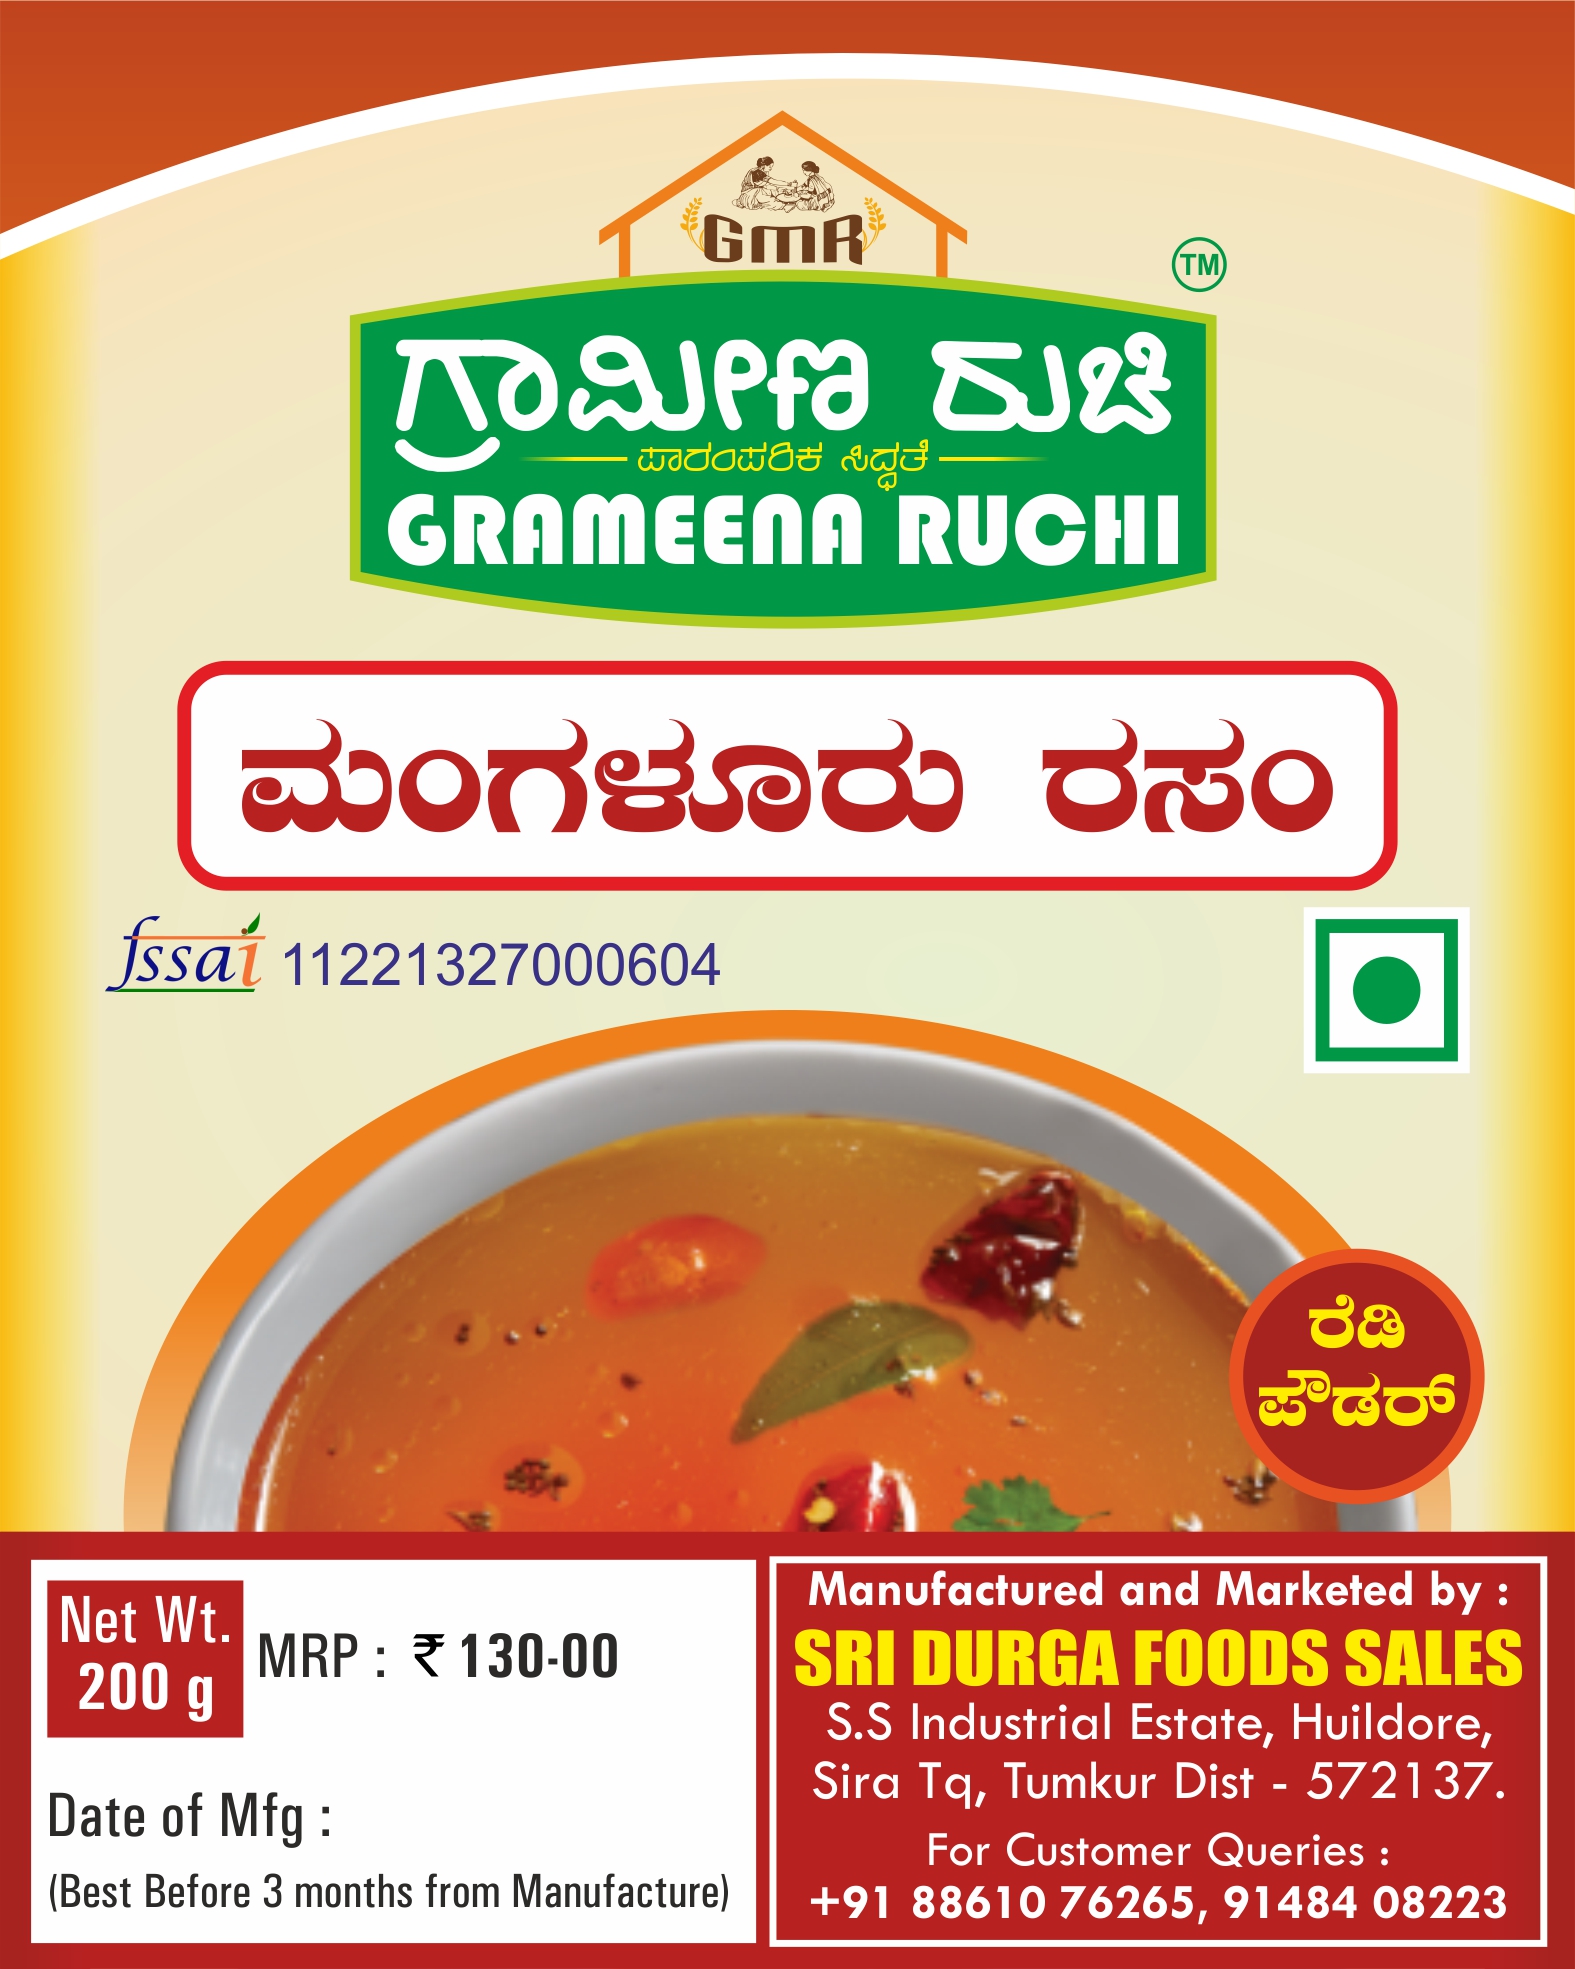 GMR
TM
ಗ್ರಾಮೀಣ ರುಚಿ
ಪಾರಂಪರಿಕ ಸಿದ್ಧತೆ
GRAMEENA RUCHI
ಮಂಗಳೂರು ರಸಂ
fssai 11221327000604
ರೆಡಿ
ಪೌಡರ್
Net Wt.
200 g
MRP : ₹ 130-00
Date of Mfg :
(Best Before 3 months from Manufacture)
Manufactured and Marketed by :
SRI DURGA FOODS SALES
S.S Industrial Estate, Huildore,
Sira Tq, Tumkur Dist - 572137.
For Customer Queries :
+91 88610 76265, 91484 08223